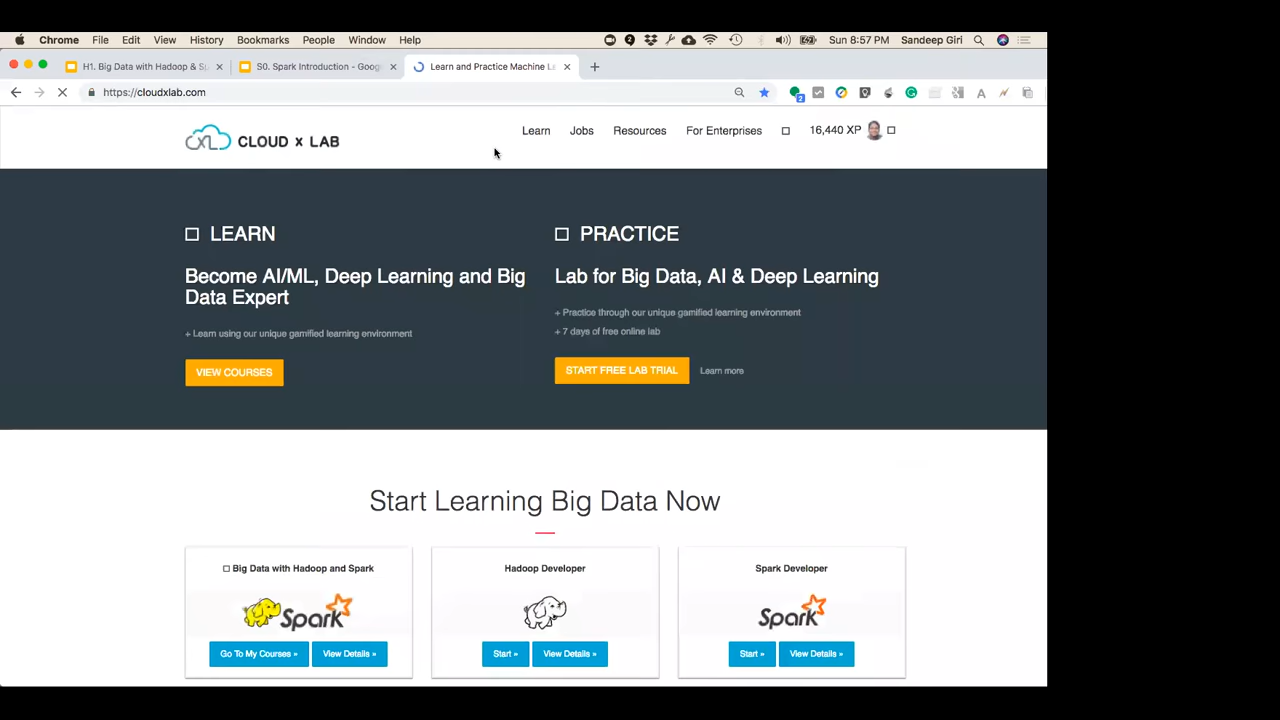 Chrome File Edit View History Bookmarks People Window Help 2 Sun 8:57 PM Sandeep Giri
H1. Big Data with Hadoop & S
S0. Spark Introduction - Goog
Learn and Practice Machine L
https://cloudxlab.com
2
CLOUD x LAB
Learn Jobs Resources For Enterprises 16,440 XP
LEARN
Become AI/ML, Deep Learning and Big
Data Expert
+ Learn using our unique gamified learning environment
VIEW COURSES
PRACTICE
Lab for Big Data, AI & Deep Learning
+ Practice through our unique gamified learning environment
+ 7 days of free online lab
START FREE LAB TRIAL Learn more
Start Learning Big Data Now
Big Data with Hadoop and Spark
Spark
Go To My Courses » View Details »
Hadoop Developer
Start » View Details »
Spark Developer
Spark
Start » View Details »